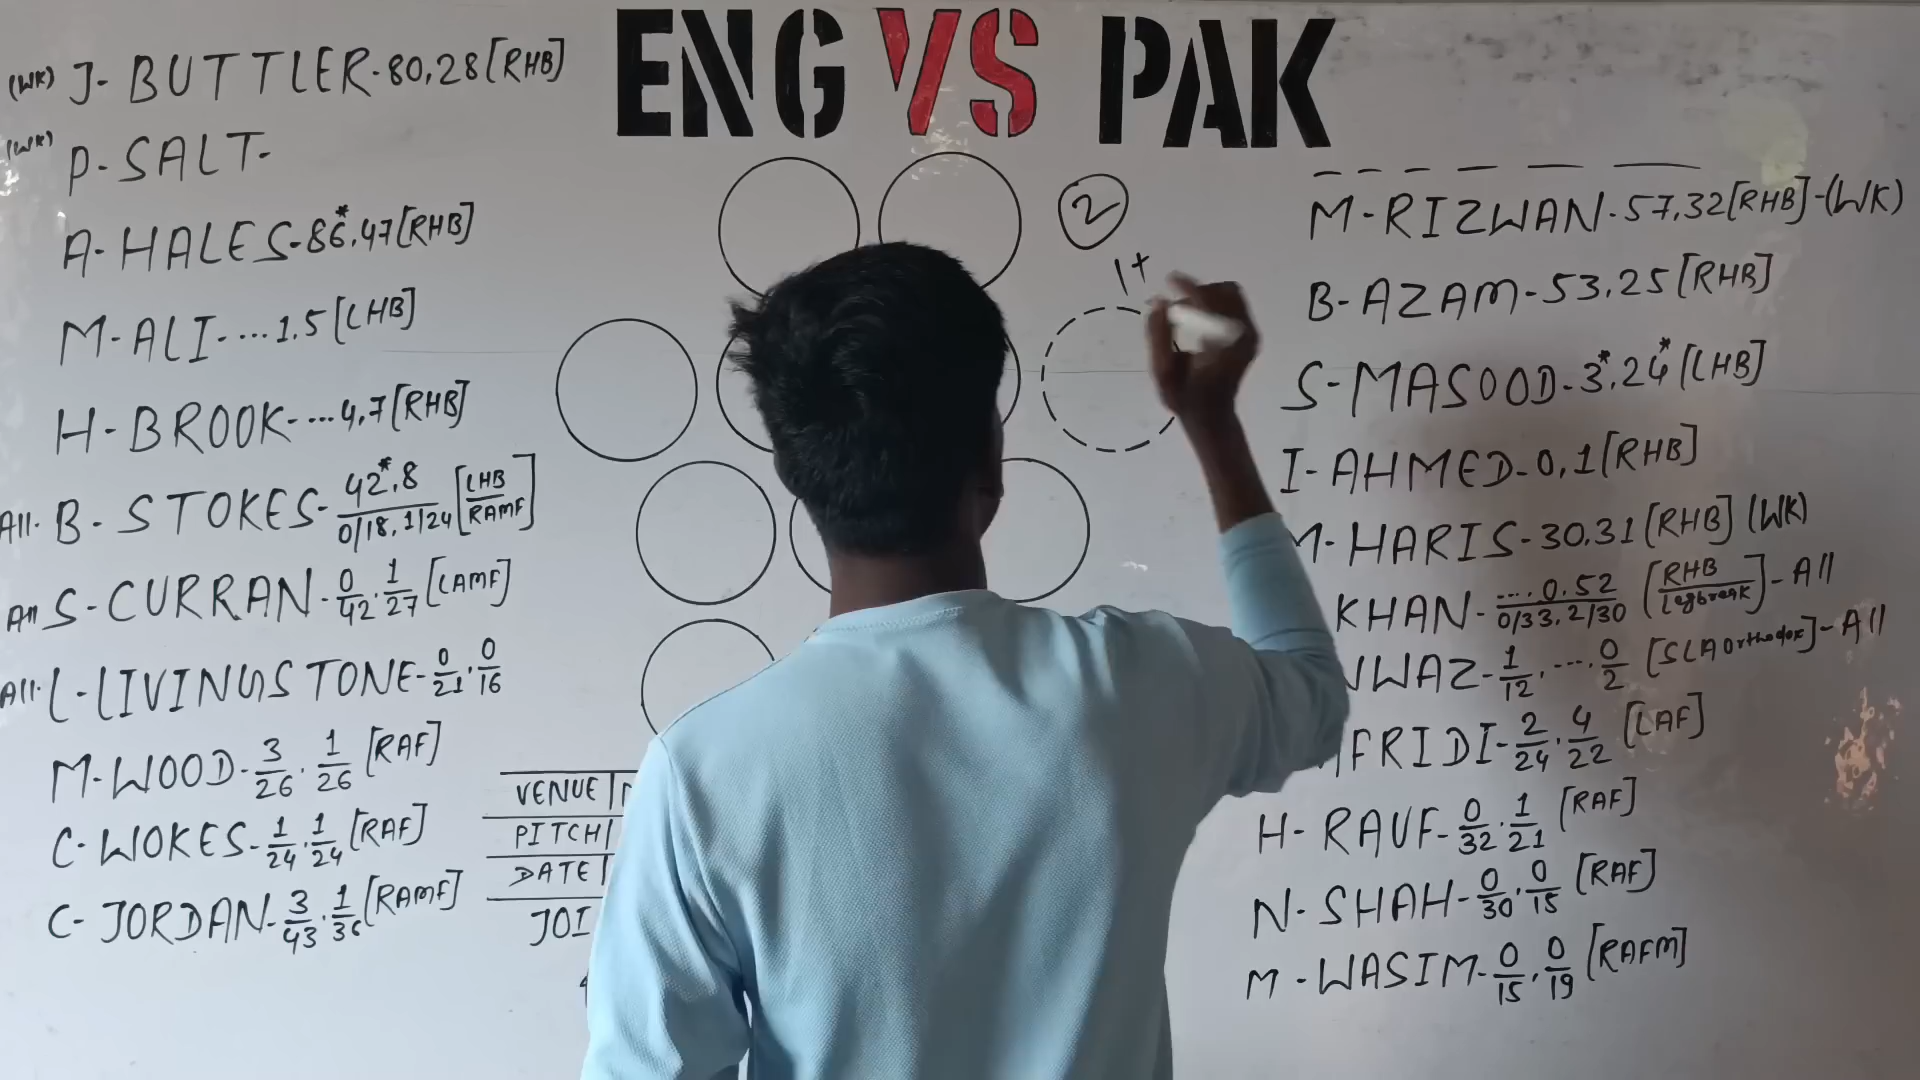 ENG VS PAK
(WK) J- BUTTLER-80,28[RHB]
(WK) P-SALT-
A-HALES-86*,47[RHB]
M-ALI-...1,5[LHB]
H-BROOK-...4,7[RHB]
All- B-STOKES- 42*,8 [LHB
0/18, 1/24 RAMF]
All S-CURRAN-0/42, 1/27 [LAMF]
All- L-LIVINGSTONE-0/21, 0/16
M-WOOD-3/26, 1/26 [RAF]
C-WOKES-1/24, 1/24 [RAF]
C-JORDAN-3/43, 1/36 [RAMF]
2
1+
VENUE
PITCH
DATE
JOI
M-RIZWAN-57,32[RHB]-(WK)
B-AZAM-53,25[RHB]
S-MASOOD-3*,24*[LHB]
I-AHMED-0,1[RHB]
M-HARIS-30,31[RHB] (WK)
KHAN- ...,0,52 [RHB
0/33, 2/30 Legbreak]-All
WAZ-1/12, ...0/2 [SLAOrthodox]-All
FRIDI-2/24, 4/22 [LAF]
H-RAUF-0/32, 1/21 [RAF]
N-SHAH-0/30, 0/15 [RAF]
M-WASIM-0/15, 0/19 [RAFM]